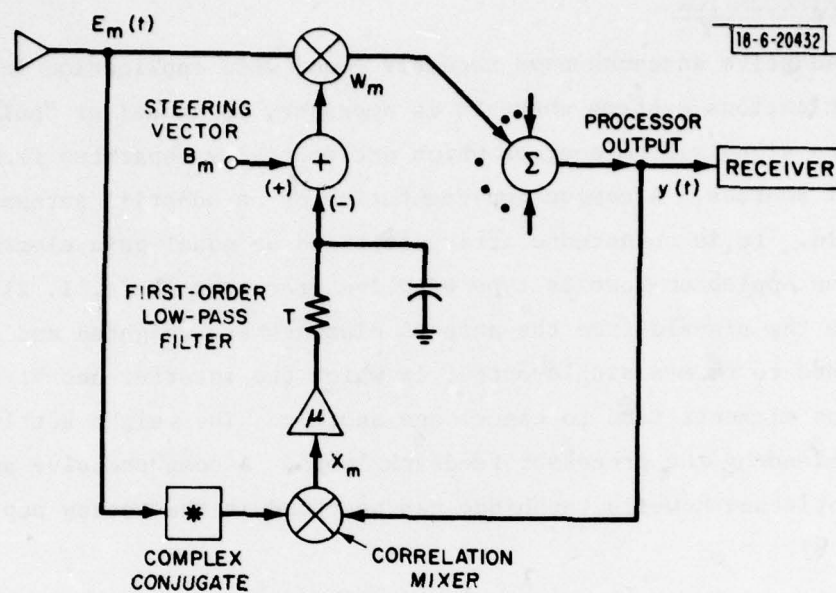 E_m(t)
18-6-20432
W_m
STEERING
VECTOR
B_m
+
(+)
(-)
Σ
PROCESSOR
OUTPUT
y(t)
RECEIVER
FIRST-ORDER
LOW-PASS
FILTER
T
μ
X_m
*
COMPLEX
CONJUGATE
CORRELATION
MIXER